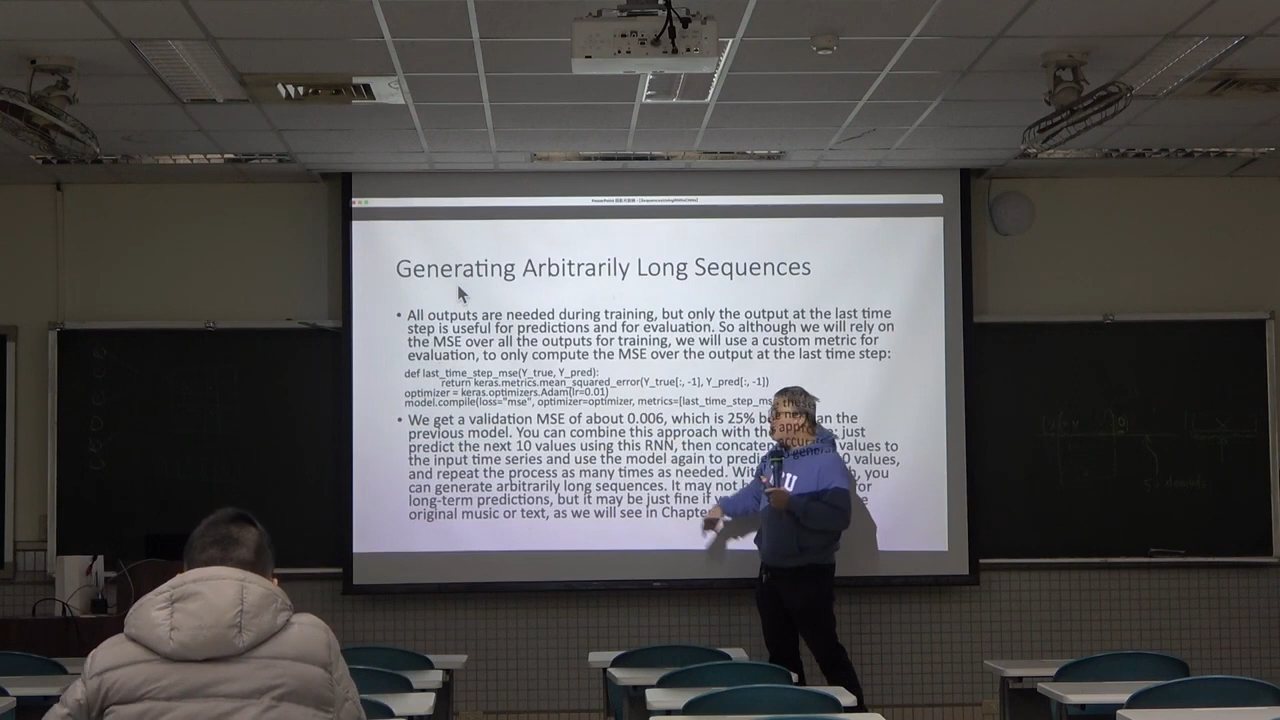 Generating Arbitrarily Long Sequences
• All outputs are needed during training, but only the output at the last time
step is useful for predictions and for evaluation. So although we will rely on
the MSE over all the outputs for training, we will use a custom metric for
evaluation, to only compute the MSE over the output at the last time step:
def last_time_step_mse(Y_true, Y_pred):
return keras.metrics.mean_squared_error(Y_true[:, -1], Y_pred[:, -1])
optimizer = keras.optimizers.Adam(lr=0.01)
model.compile(loss="mse", optimizer=optimizer, metrics=[last_time_step_ms
• We get a validation MSE of about 0.006, which is 25% than the
previous model. You can combine this approach with the just
predict the next 10 values using this RNN, then values to
the input time series and use the model again to values,
and repeat the process as many times as needed. you
can generate arbitrarily long sequences. It may not for
long-term predictions, but it may be just fine if
original music or text, as we will see in Chapter